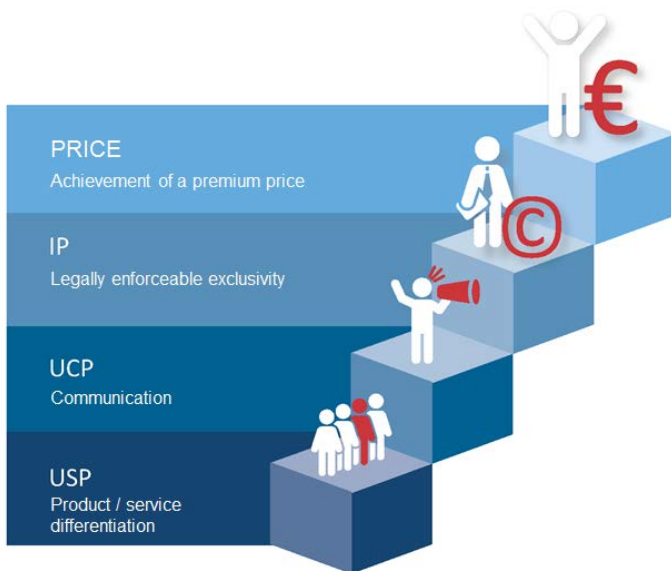 €
PRICE
Achievement of a premium price
IP
©
Legally enforceable exclusivity
UCP
Communication
USP
Product / service
differentiation